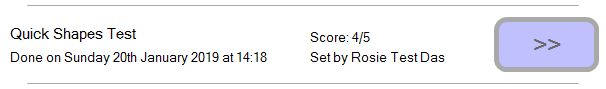 Quick Shapes Test
Done on Sunday 20th January 2019 at 14:18
Score: 4/5
Set by Rosie Test Das
>>